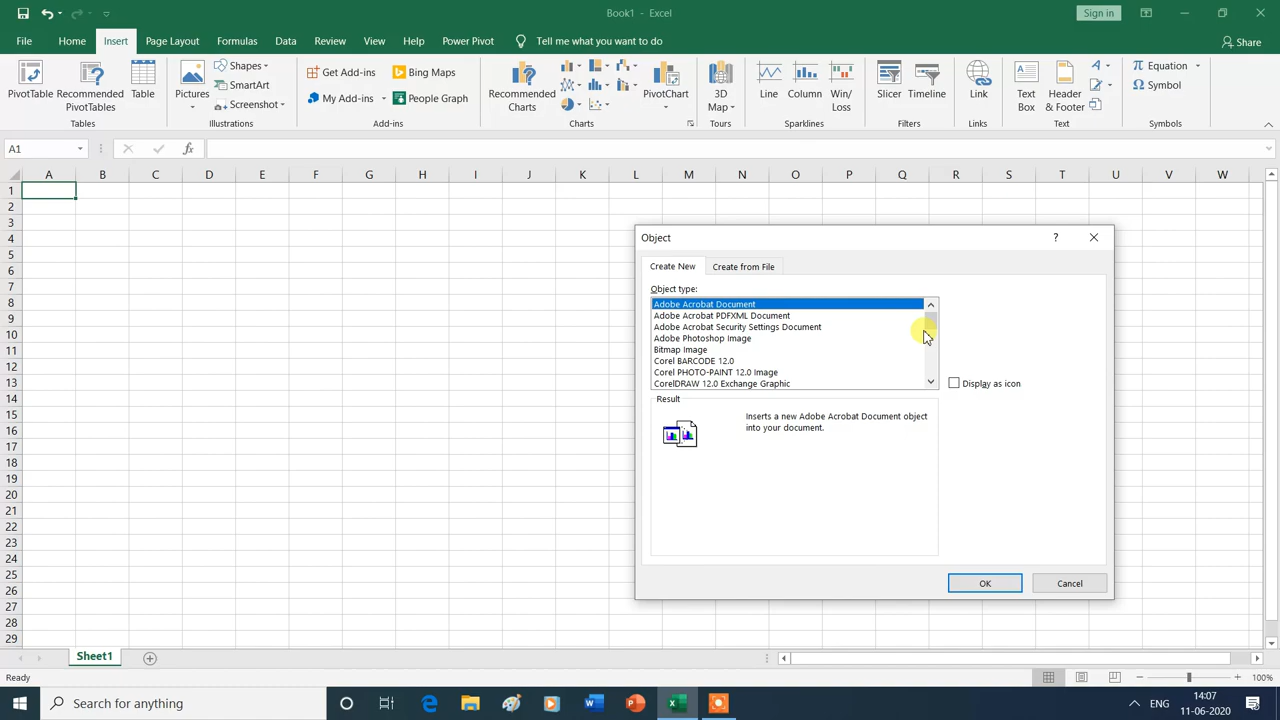 Book1 - Excel
Sign in
File Home Insert Page Layout Formulas Data Review View Help Power Pivot Tell me what you want to do Share
PivotTable Recommended PivotTables Table
Tables
Pictures Shapes SmartArt Screenshot
Illustrations
Get Add-ins My Add-ins Bing Maps People Graph
Add-ins
Recommended Charts PivotChart
Charts
3D Map
Tours
Line Column Win/Loss
Sparklines
Slicer Timeline
Filters
Link
Links
Text Box Header & Footer
Text
Equation Symbol
Symbols
A1 fx
A B C D E F G H I J K L M N O P Q R S T U V W
1
2
3
4
5
6
7
8
9
10
11
12
13
14
15
16
17
18
19
20
21
22
23
24
25
26
27
28
29
Object ?
Create New Create from File
Object type:
Adobe Acrobat Document
Adobe Acrobat PDFXML Document
Adobe Acrobat Security Settings Document
Adobe Photoshop Image
Bitmap Image
Corel BARCODE 12.0
Corel PHOTO-PAINT 12.0 Image
CorelDRAW 12.0 Exchange Graphic
Display as icon
Result
Inserts a new Adobe Acrobat Document object
into your document.
OK Cancel
Sheet1
Ready 100%
Search for anything
ENG
14:07
11-06-2020